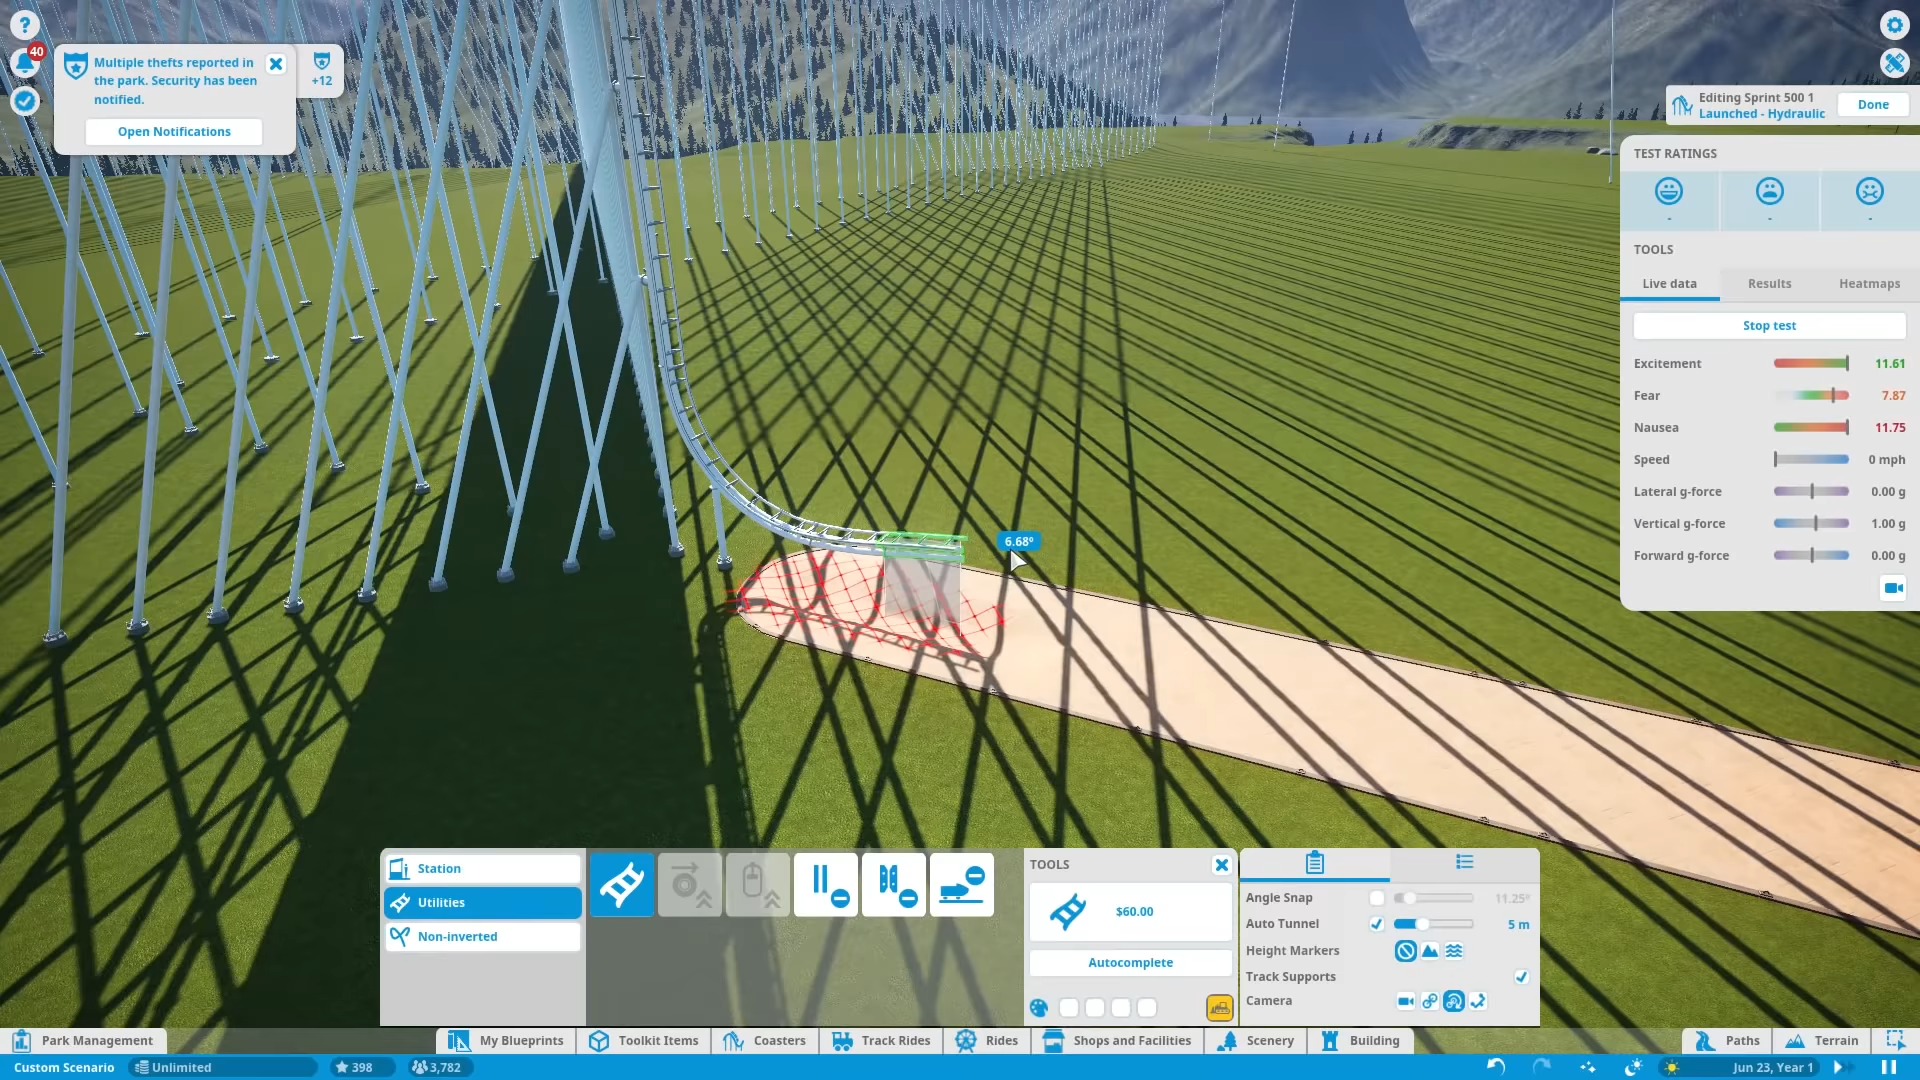 ?
40
Multiple thefts reported in
the park. Security has been
notified.
Open Notifications
+12
Editing Sprint 500 1
Launched - Hydraulic
Done
TEST RATINGS
- - -
TOOLS
Live data Results Heatmaps
Stop test
Excitement 11.61
Fear 7.87
Nausea 11.75
Speed 0 mph
Lateral g-force 0.00 g
Vertical g-force 1.00 g
Forward g-force 0.00 g
6.68°
Station
Utilities
Non-inverted
TOOLS
$60.00
Autocomplete
Angle Snap 11.25°
Auto Tunnel 5 m
Height Markers
Track Supports
Camera
Park Management My Blueprints Toolkit Items Coasters Track Rides Rides Shops and Facilities Scenery Building Paths Terrain
Custom Scenario Unlimited 398 3,782 Jun 23, Year 1